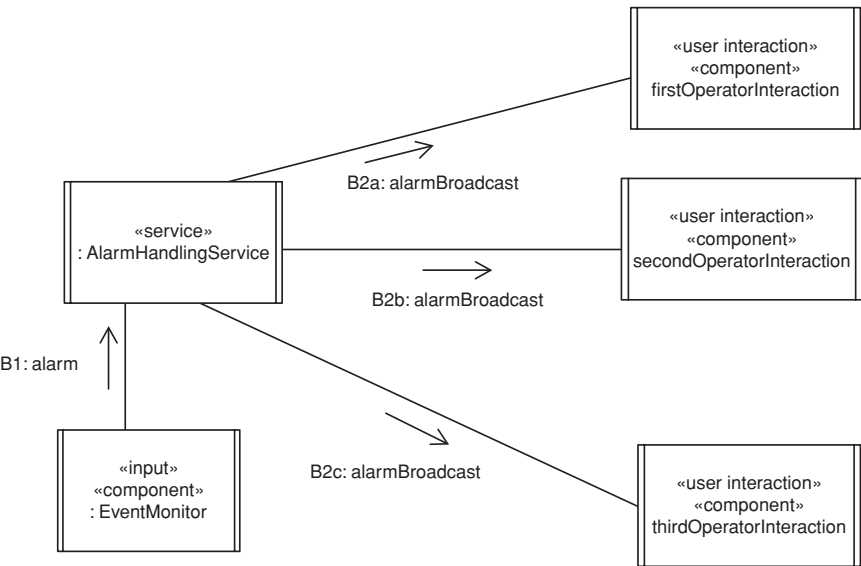 «user interaction»
«component»
firstOperatorInteraction
B2a: alarmBroadcast
«service»
: AlarmHandlingService
«user interaction»
«component»
secondOperatorInteraction
B2b: alarmBroadcast
B1: alarm
«input»
«component»
: EventMonitor
B2c: alarmBroadcast
«user interaction»
«component»
thirdOperatorInteraction